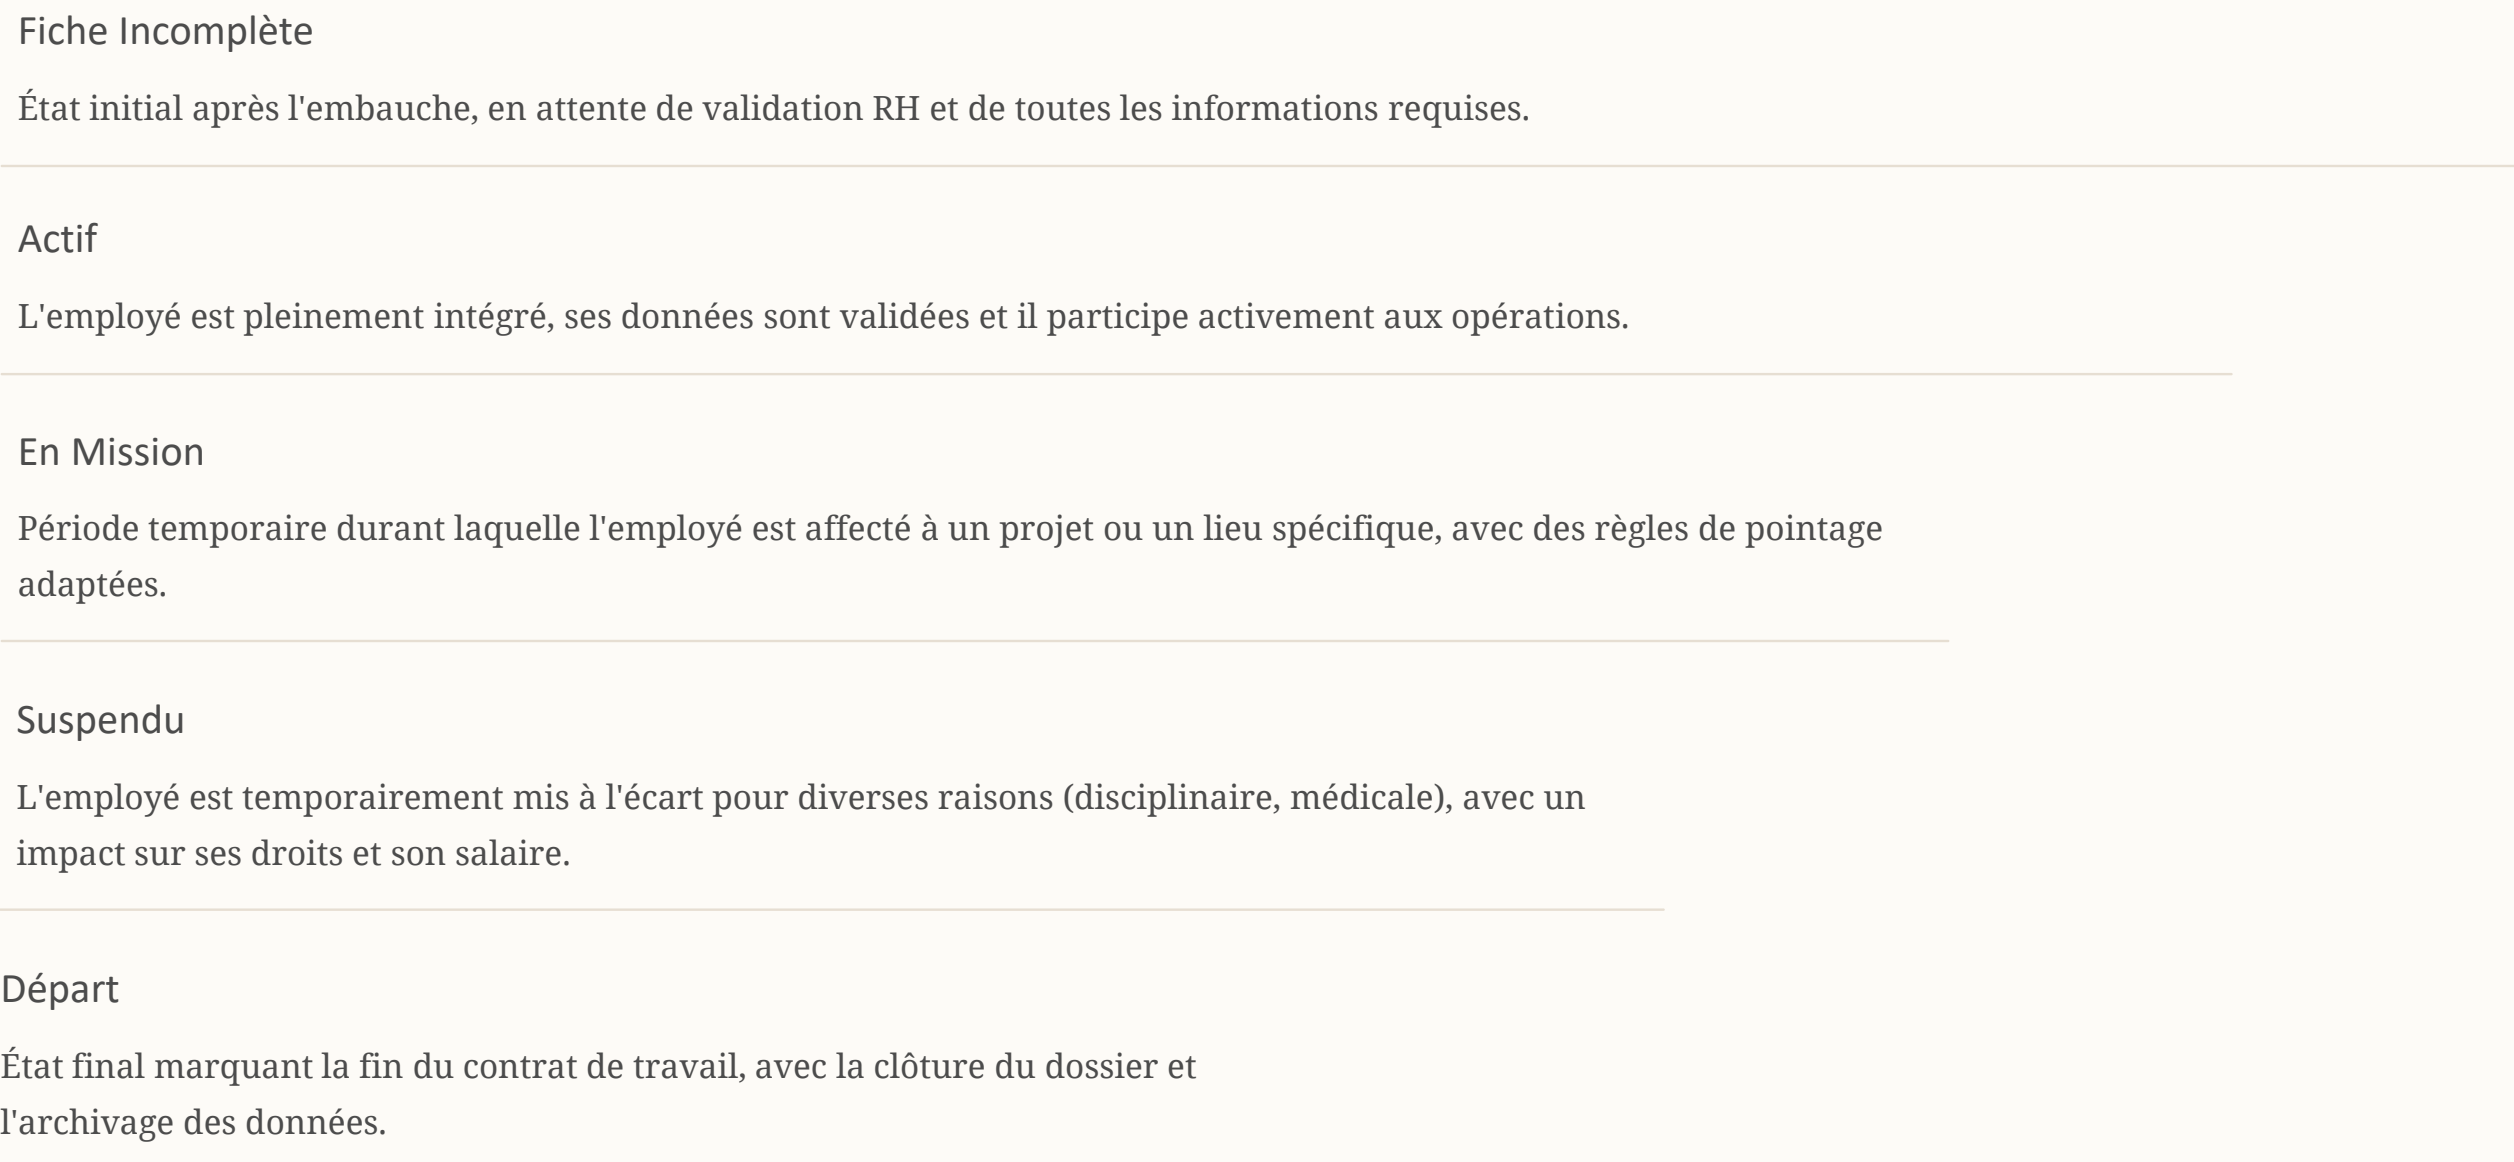 Fiche Incomplète
État initial après l'embauche, en attente de validation RH et de toutes les informations requises.
Actif
L'employé est pleinement intégré, ses données sont validées et il participe activement aux opérations.
En Mission
Période temporaire durant laquelle l'employé est affecté à un projet ou un lieu spécifique, avec des règles de pointage
adaptées.
Suspendu
L'employé est temporairement mis à l'écart pour diverses raisons (disciplinaire, médicale), avec un
impact sur ses droits et son salaire.
Départ
État final marquant la fin du contrat de travail, avec la clôture du dossier et
l'archivage des données.